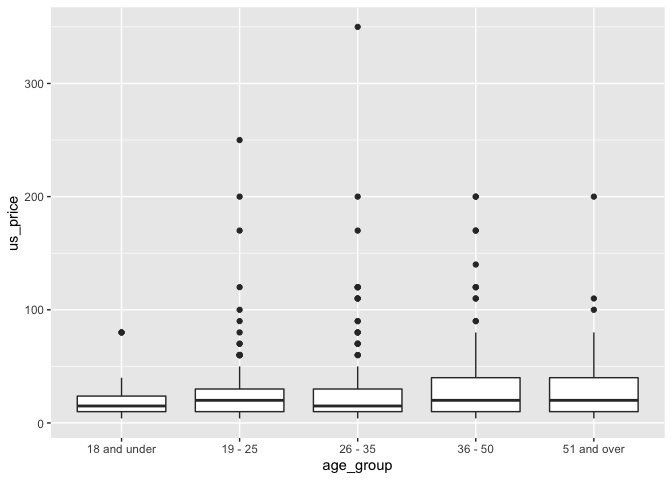 300
200
100
0
us_price
18 and under
19 - 25
26 - 35
36 - 50
51 and over
age_group